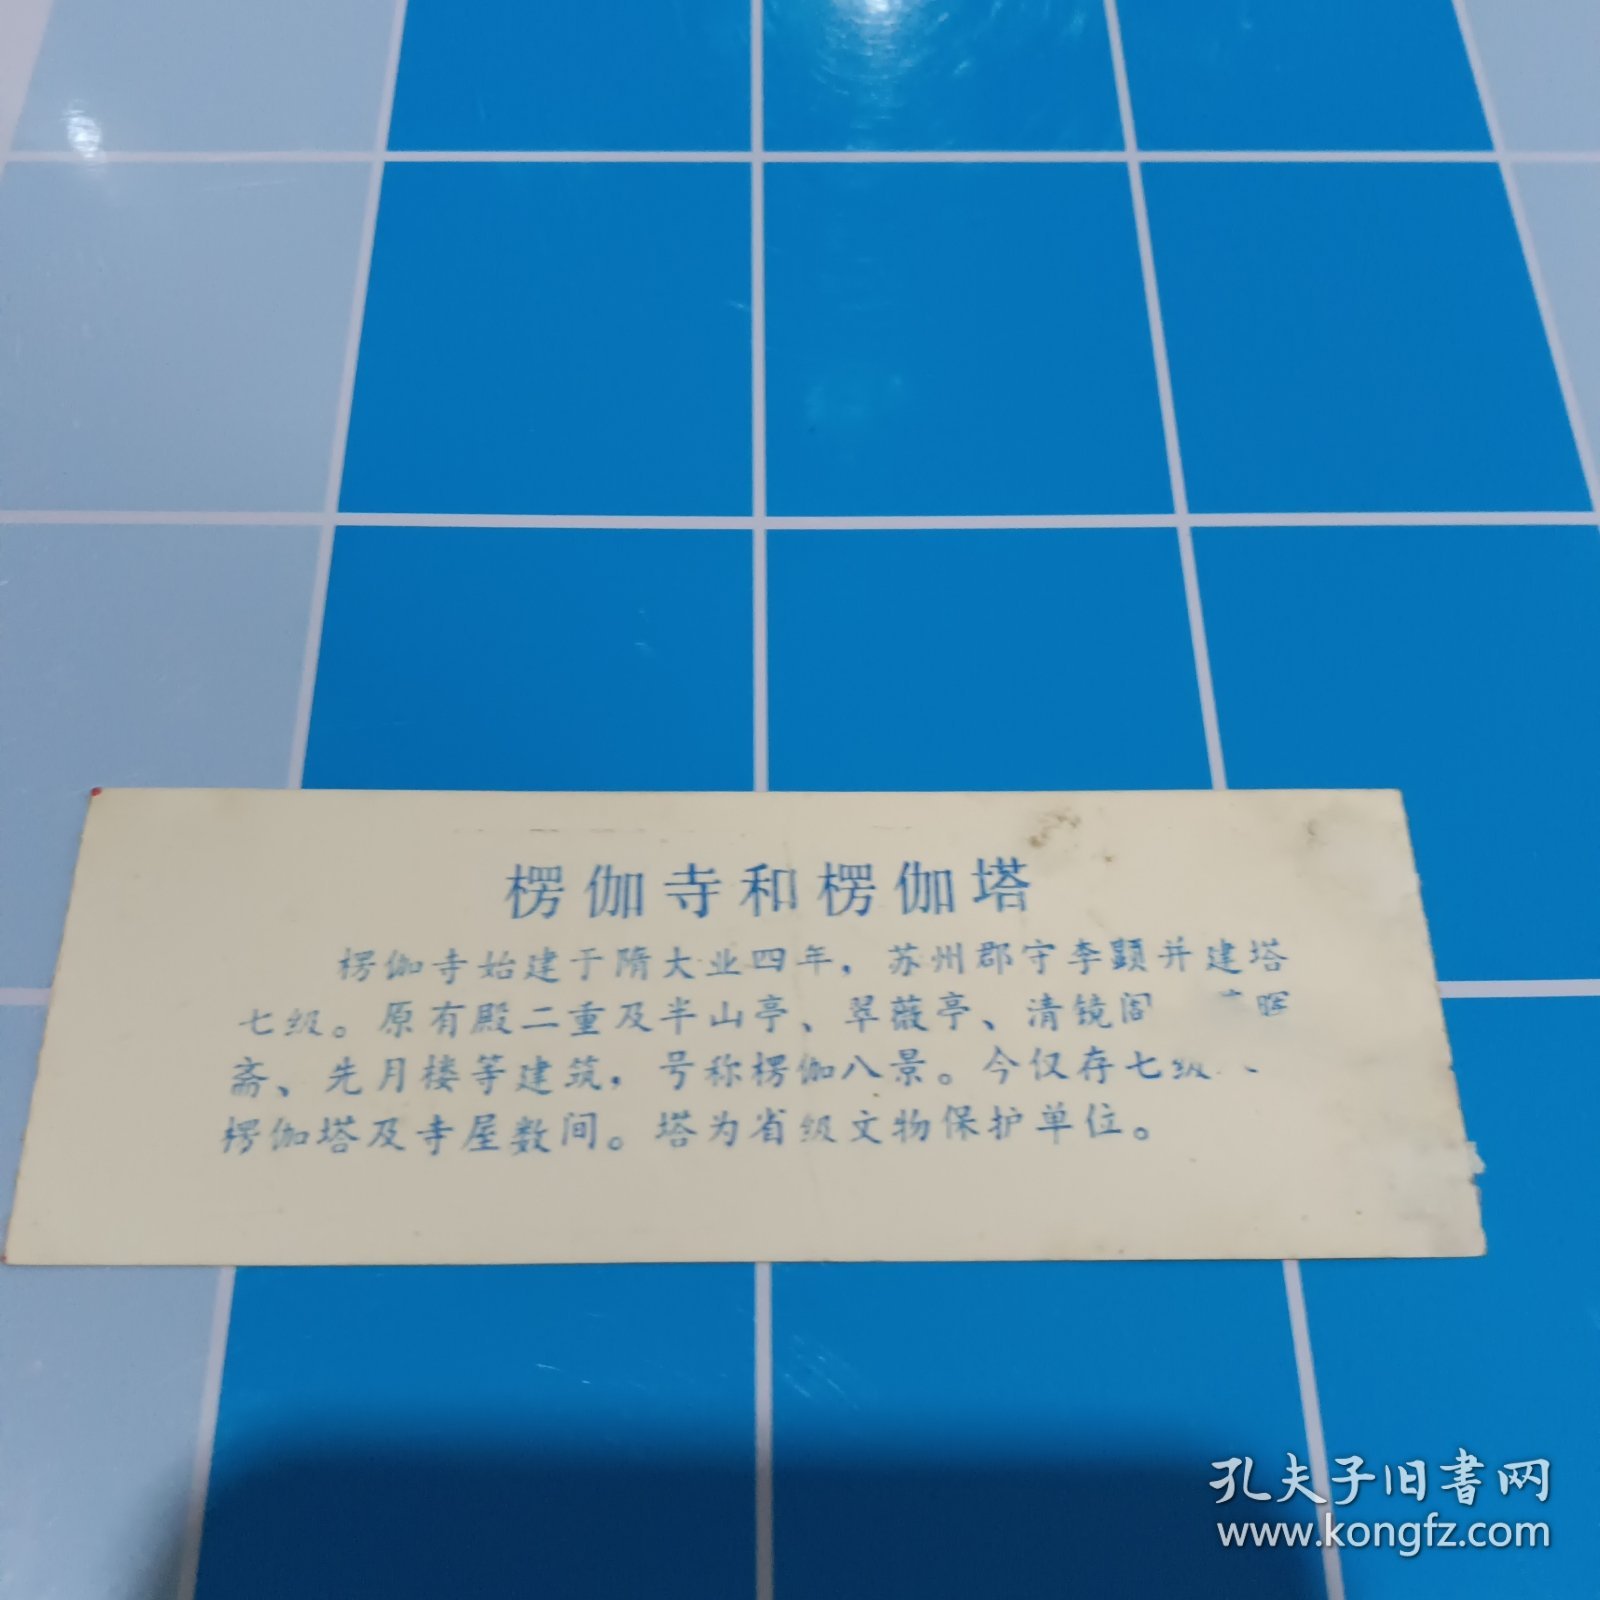 楞伽寺和楞伽塔
楞伽寺始建于隋大业四年，苏州郡守李顕并建塔
七级。原有殿二重及半山亭、翠薇亭、清镜阁 晖
斋、先月楼等建筑，号称楞伽八景。今仅存七级 、
楞伽塔及寺屋数间。塔为省级文物保护单位。
孔夫子旧书网
www.kongfz.com